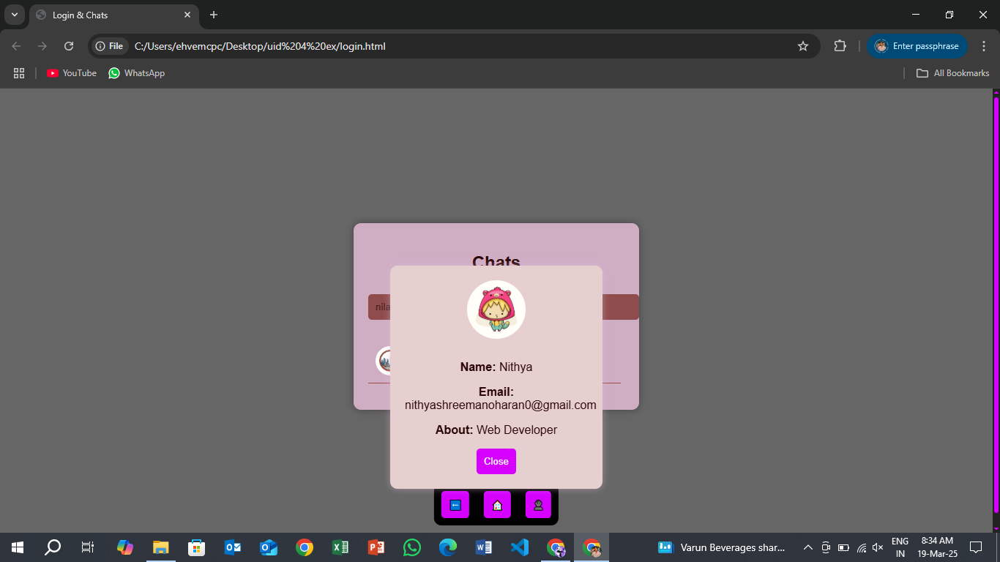 Login & Chats
File
C:/Users/ehvemcpc/Desktop/uid%204%20ex/login.html
Enter passphrase
YouTube
WhatsApp
All Bookmarks
Chats
nila
Name: Nithya
Email:
nithyashreemanoharan0@gmail.com
About: Web Developer
Close
Varun Beverages shar...
ENG
IN
8:34 AM
19-Mar-25